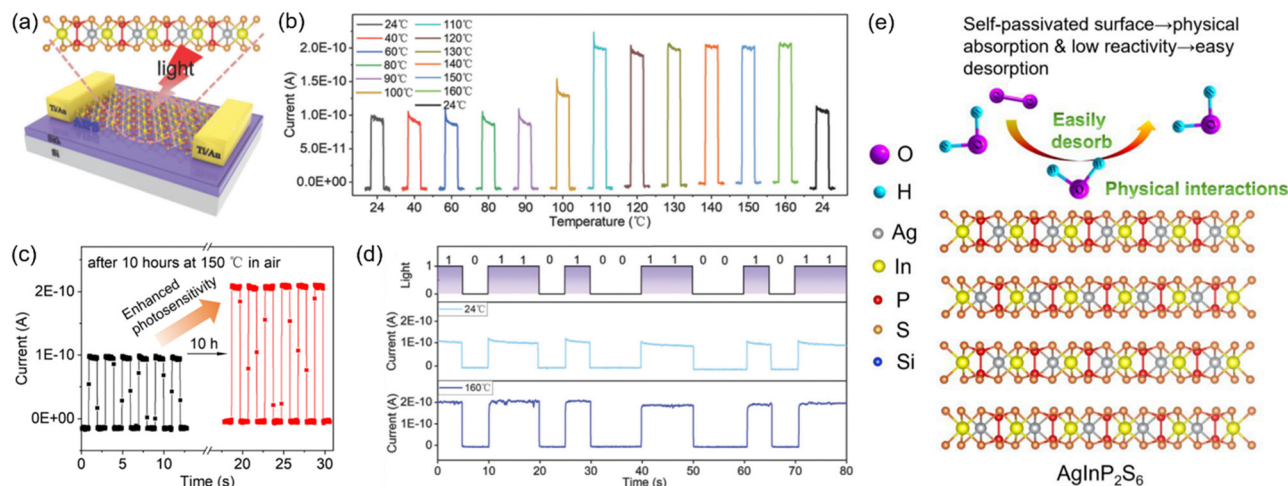 (a)
light
Ti/Au
Ti/Au
Si
(b)
24℃
40℃
60℃
80℃
90℃
100℃
110℃
120℃
130℃
140℃
150℃
160℃
24℃
Current (A)
2.0E-10
1.5E-10
1.0E-10
5.0E-11
0.0E+00
24 40 60 80 90 100 110 120 130 140 150 160 24
Temperature (℃)
(c)
after 10 hours at 150 ℃ in air
Enhanced
photosensitivity
10 h
Current (A)
2E-10
1E-10
0E+00
0 5 10 20 25 30
Time (s)
(d)
Light
1 0 1 1 0 1 0 0 1 1 0 0 1 0 1 1
1
0
24℃
2E-10
1E-10
0
160℃
2E-10
1E-10
0
Current (A)
0 10 20 30 40 50 60 70 80
Time (s)
(e)
Self-passivated surface→physical
absorption & low reactivity→easy
desorption
Easily
desorb
Physical interactions
O
H
Ag
In
P
S
Si
AgInP₂S₆